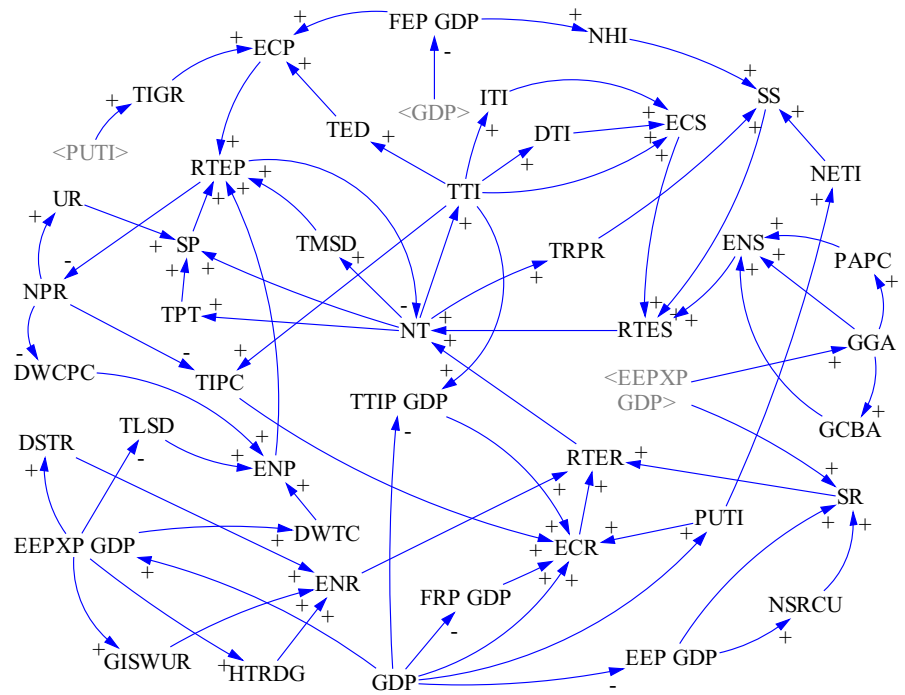 FEP GDP
NHI
ECP
TIGR
<GDP>
ITI
SS
TED
DTI
ECS
<PUTI>
RTEP
TTI
NETI
UR
SP
TMSD
TRPR
ENS
PAPC
NPR
TPT
NT
RTES
GGA
DWCPC
TIPC
<EEPXP
GDP>
TTIP GDP
GCBA
DSTR
TLSD
ENP
RTER
SR
EEPXP GDP
DWTC
ECR
PUTI
ENR
FRP GDP
NSRCU
GISWUR
HTRDG
GDP
EEP GDP